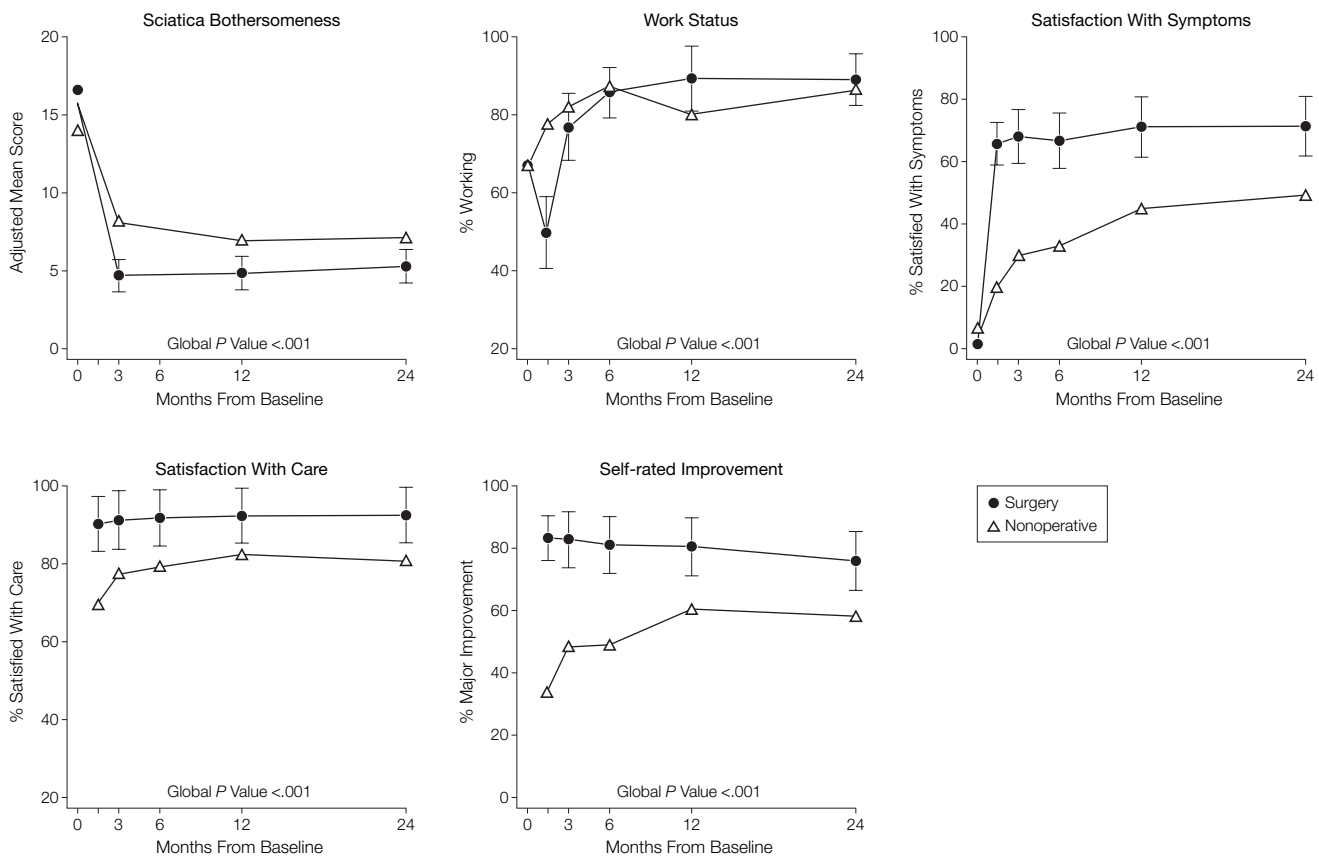 Sciatica Bothersomeness
20
15
10
5
0
Adjusted Mean Score
Global P Value <.001
0 3 6 12 24
Months From Baseline
Work Status
100
80
60
40
20
% Working
Global P Value <.001
0 3 6 12 24
Months From Baseline
Satisfaction With Symptoms
100
80
60
40
20
0
% Satisfied With Symptoms
Global P Value <.001
0 3 6 12 24
Months From Baseline
Satisfaction With Care
100
80
60
40
20
% Satisfied With Care
Global P Value <.001
0 3 6 12 24
Months From Baseline
Self-rated Improvement
100
80
60
40
20
0
% Major Improvement
Global P Value <.001
0 3 6 12 24
Months From Baseline
Surgery
Nonoperative